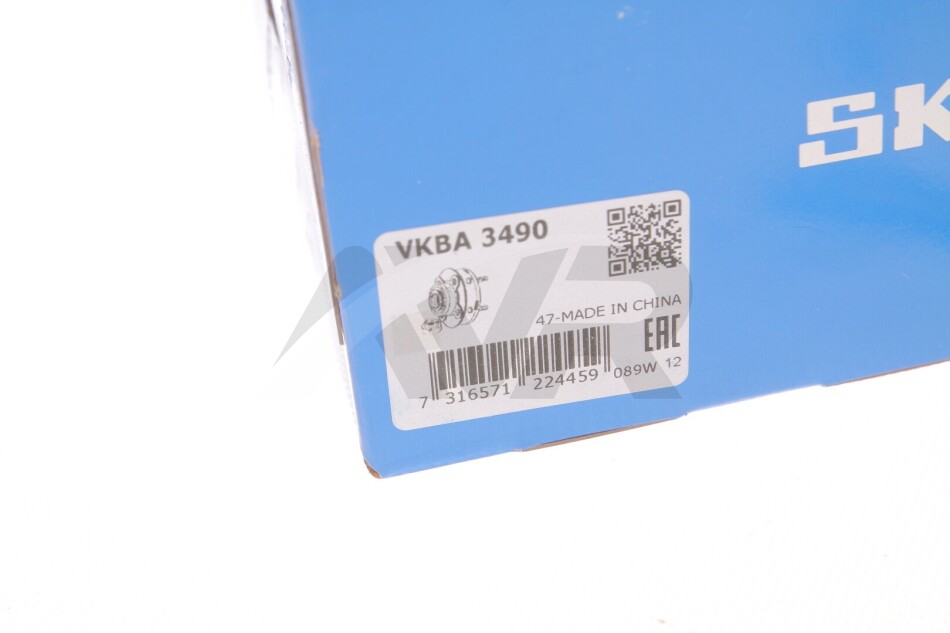 SK
VKBA 3490
47-MADE IN CHINA
EAC
7 316571 224459 089W 12